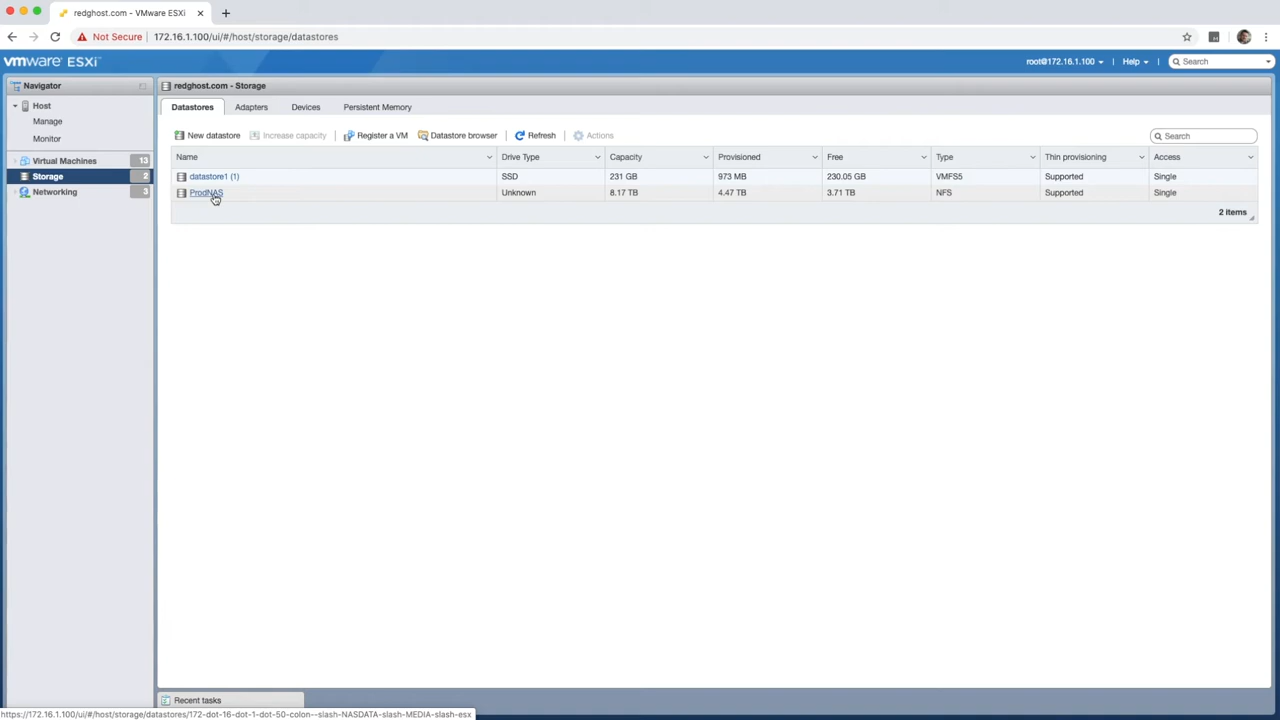 redghost.com - VMware ESXi
Not Secure 172.16.1.100/ui/#/host/storage/datastores
vmware ESXi
root@172.16.1.100 | Help | Search
Navigator
Host
Manage
Monitor
Virtual Machines 13
Storage 2
Networking 3
redghost.com - Storage
Datastores Adapters Devices Persistent Memory
New datastore Increase capacity | Register a VM Datastore browser | Refresh | Actions Search
Name Drive Type Capacity Provisioned Free Type Thin provisioning Access
datastore1 (1) SSD 231 GB 973 MB 230.05 GB VMFS5 Supported Single
ProdNAS Unknown 8.17 TB 4.47 TB 3.71 TB NFS Supported Single
2 items
Recent tasks
https://172.16.1.100/ui/#/host/storage/datastores/172-dot-16-dot-1-dot-50-colon--slash-NASDATA-slash-MEDIA-slash-esx